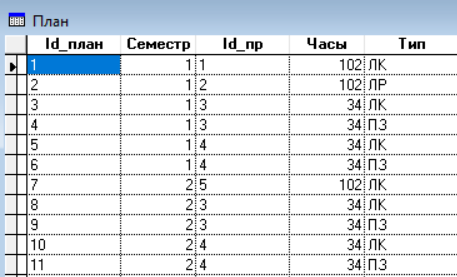 План
Id_план Семестр Id_пр Часы Тип
1 1 1 102 ЛК
2 1 2 102 ЛР
3 1 3 34 ЛК
4 1 3 34 ПЗ
5 1 4 34 ЛК
6 1 4 34 ПЗ
7 2 5 102 ЛК
8 2 3 34 ЛК
9 2 3 34 ПЗ
10 2 4 34 ЛК
11 2 4 34 ПЗ